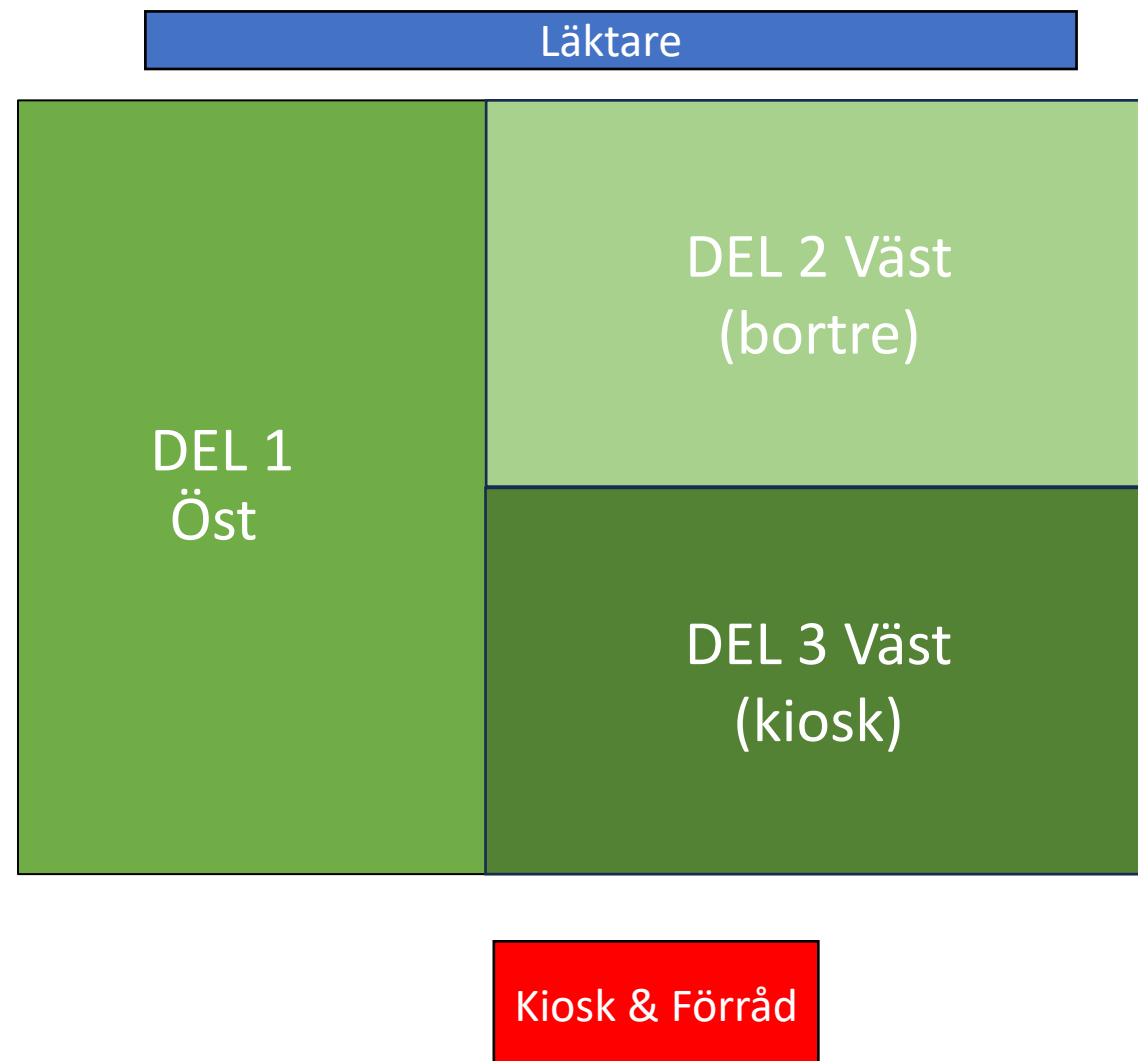 Läktare
DEL 2 Väst
(bortre)
DEL 1
Öst
DEL 3 Väst
(kiosk)
Kiosk & Förråd